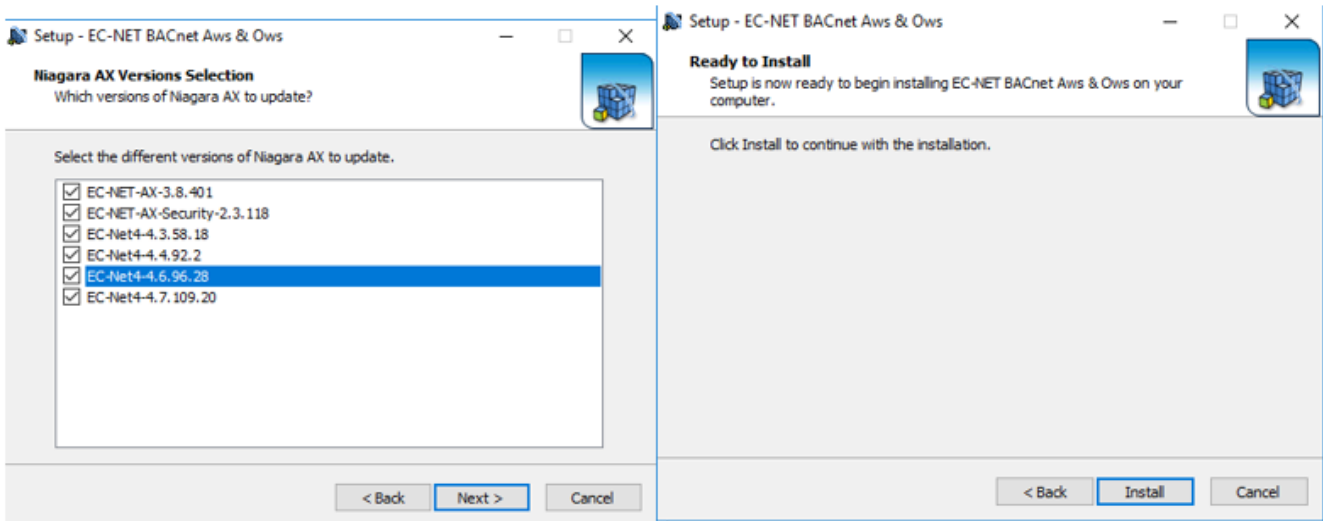 Setup - EC-NET BACnet Aws & Ows
Niagara AX Versions Selection
Which versions of Niagara AX to update?
Select the different versions of Niagara AX to update.
EC-NET-AX-3.8.401
EC-NET-AX-Security-2.3.118
EC-Net4-4.3.58.18
EC-Net4-4.4.92.2
EC-Net4-4.6.96.28
EC-Net4-4.7.109.20
< Back
Next >
Cancel
Setup - EC-NET BACnet Aws & Ows
Ready to Install
Setup is now ready to begin installing EC-NET BACnet Aws & Ows on your
computer.
Click Install to continue with the installation.
< Back
Install
Cancel